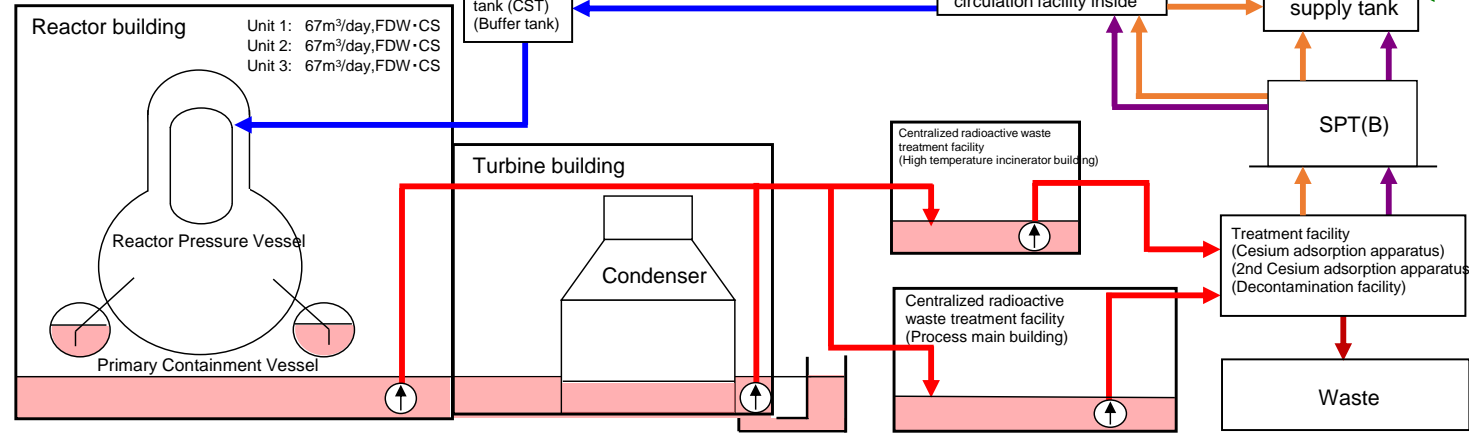 tank (CST)
(Buffer tank)
circulation facility inside
supply tank
Reactor building
Unit 1: 67m³/day,FDW・CS
Unit 2: 67m³/day,FDW・CS
Unit 3: 67m³/day,FDW・CS
SPT(B)
Centralized radioactive waste
treatment facility
(High temperature incinerator building)
Turbine building
Reactor Pressure Vessel
Condenser
Treatment facility
(Cesium adsorption apparatus)
(2nd Cesium adsorption apparatus
(Decontamination facility)
Centralized radioactive
waste treatment facility
(Process main building)
Primary Containment Vessel
Waste